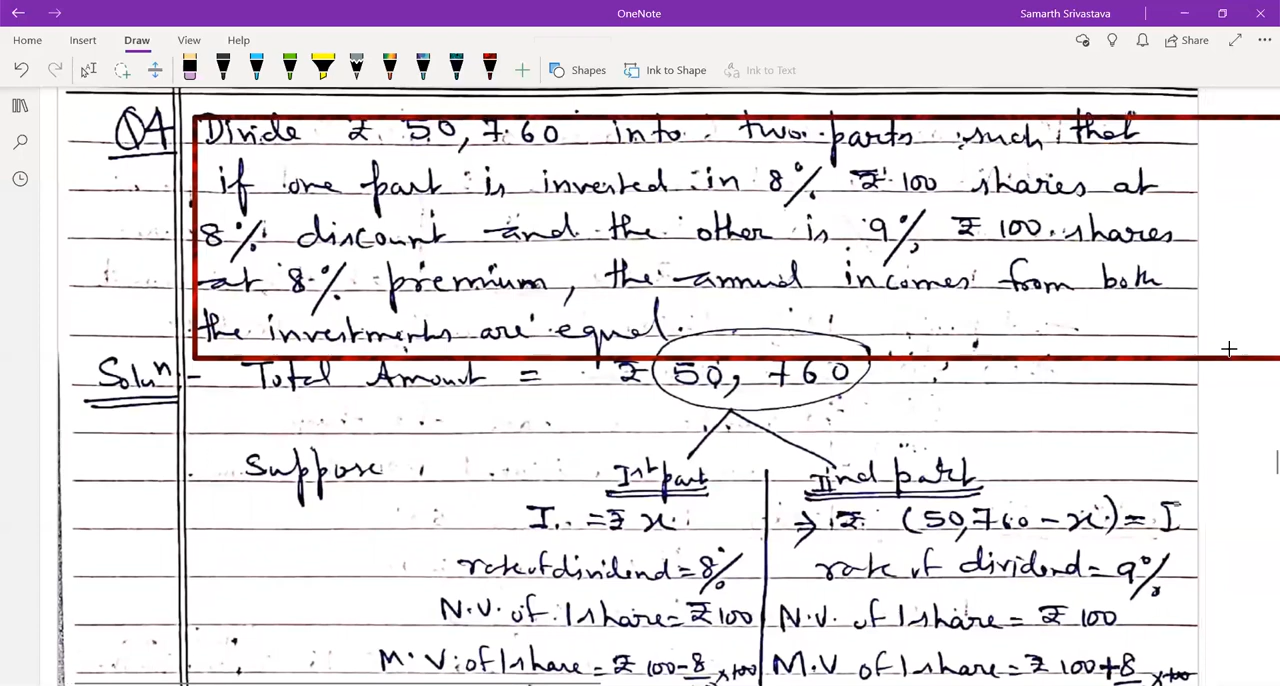 OneNote
Samarth Srivastava
Home Insert Draw View Help
Share
Shapes Ink to Shape Ink to Text
Q4 Divide ₹ 50,760 into two parts such that
if one part is invested in 8% ₹ 100 shares at
8% discount and the other is 9% ₹ 100 shares
at 8% premium, the annual incomes from both
the investments are equal.
Soluⁿ - Total Amount = ₹ 50,760
Suppose, Ist part IInd part
I = ₹ x ⇒ ₹ (50,760-x) = I
rate of dividend = 8% rate of dividend = 9%
N.V. of 1 share = ₹ 100 N.V. of 1 share = ₹ 100
M.V. of 1 share = ₹ 100-8 x100 M.V. of 1 share = ₹ 100+8 x100